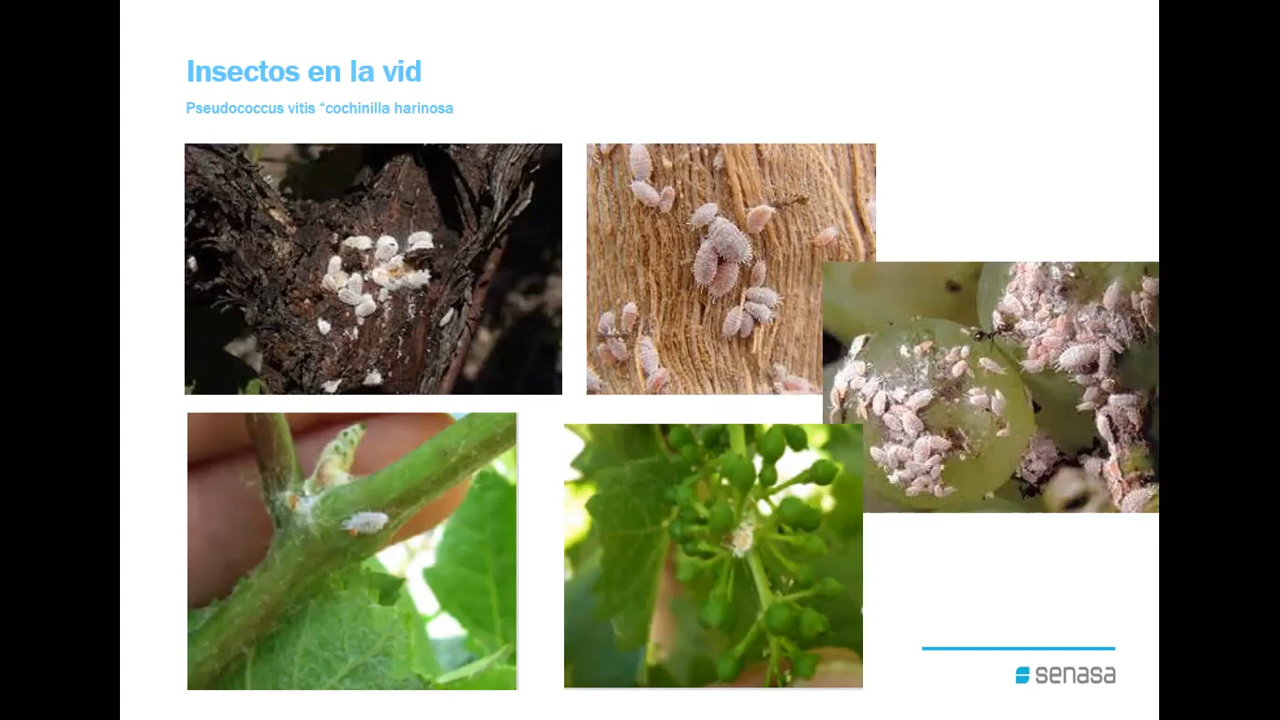 Insectos en la vid
Pseudococcus vitis “cochinilla harinosa
senasa